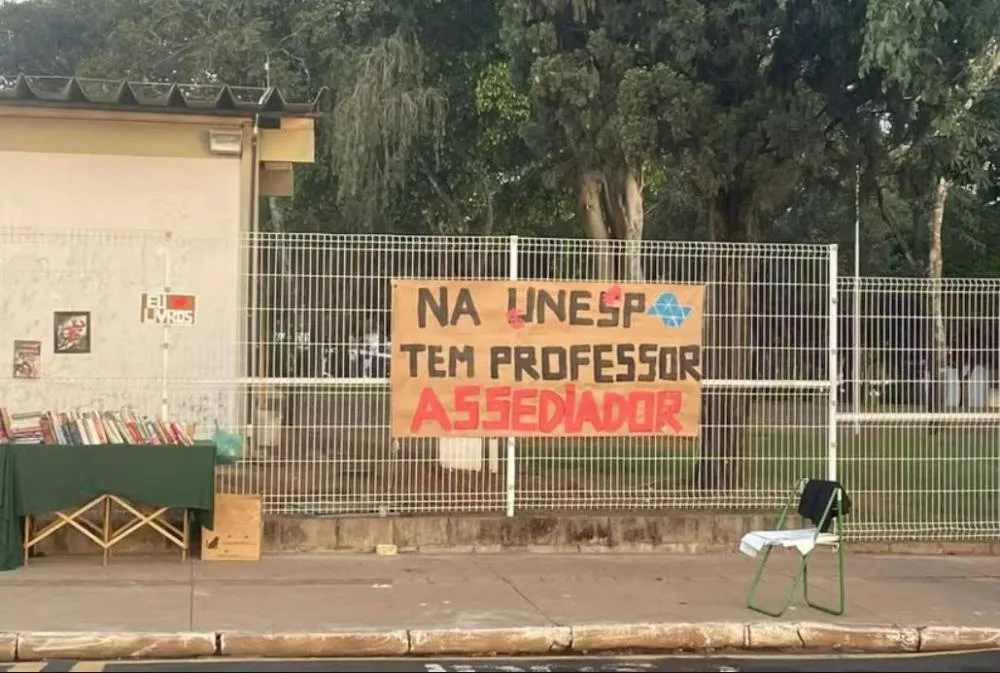 EU
LIVROS
NA UNESP
TEM PROFESSOR
ASSEDiADOR